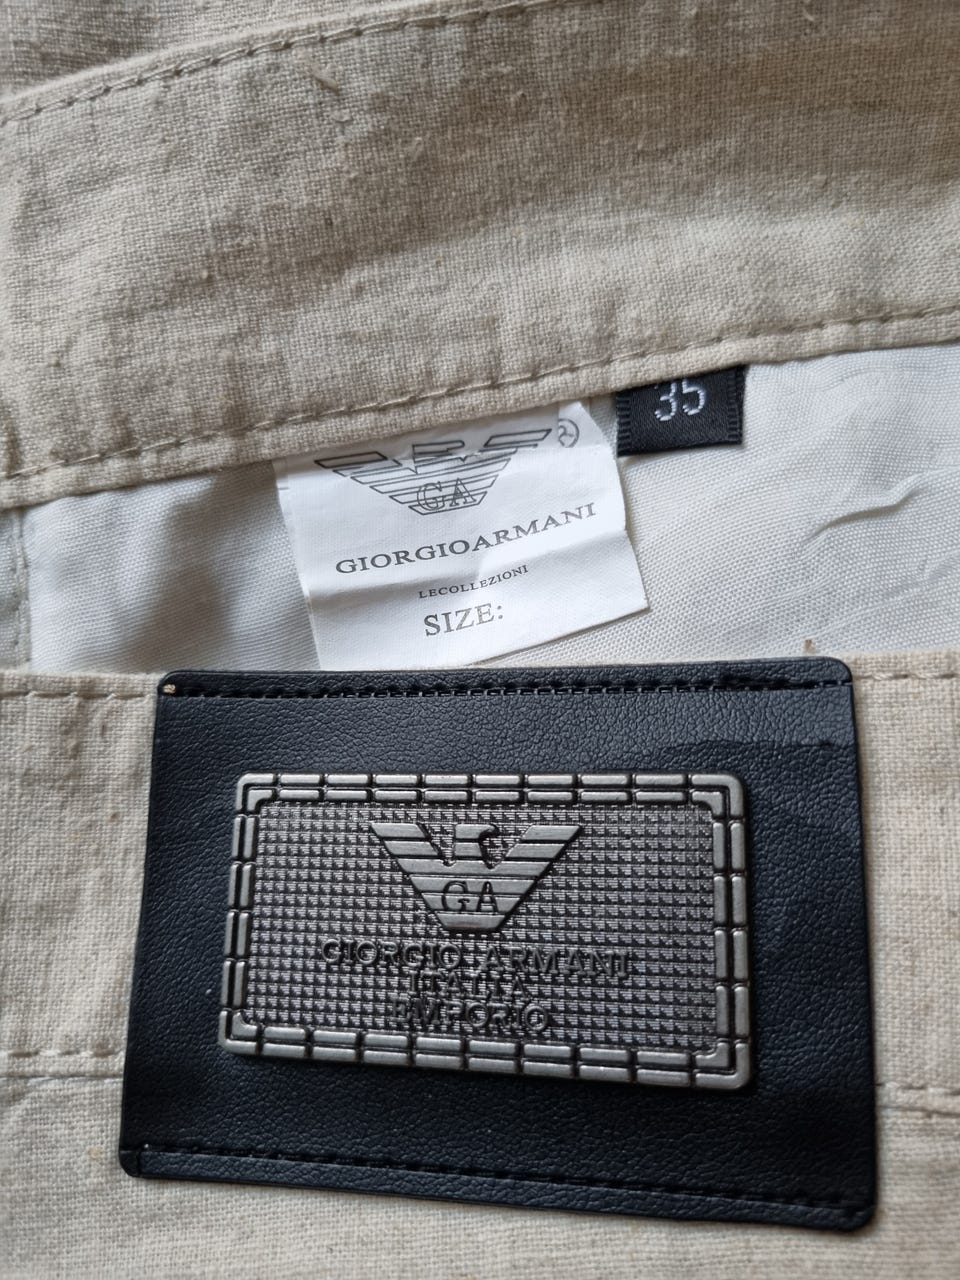 35
GA
GIORGIOARMANI
LECOLLEZIONI
SIZE:
GA
GIORGIO ARMANI
ITALIA
EMPORIO